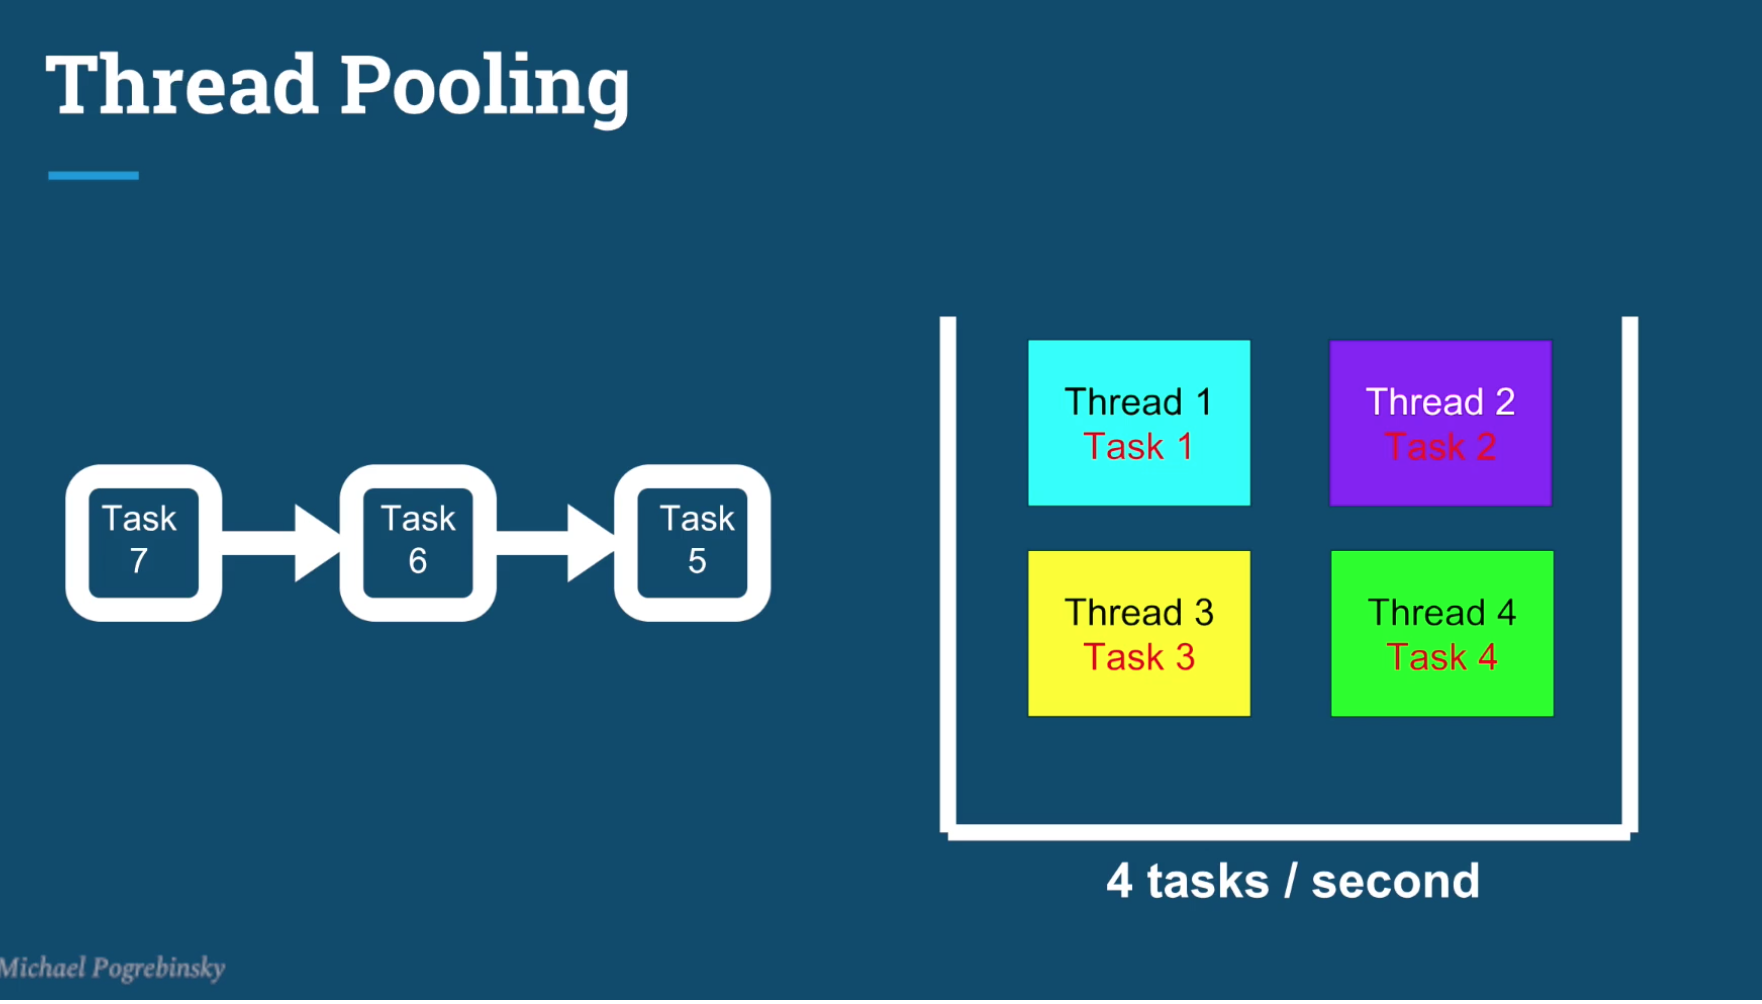 Thread Pooling
Task
7
Task
6
Task
5
Thread 1
Task 1
Thread 2
Task 2
Thread 3
Task 3
Thread 4
Task 4
4 tasks / second
Michael Pogrebinsky